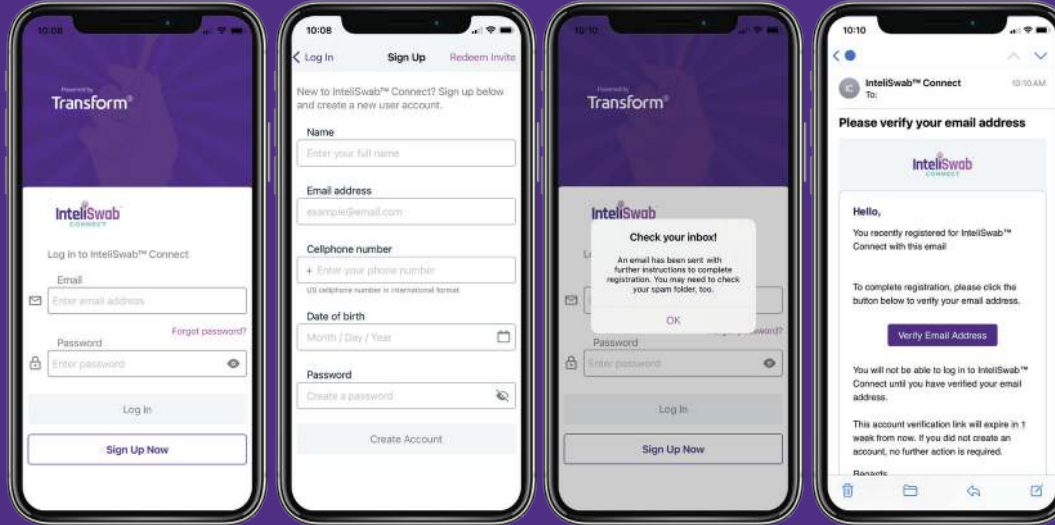 10:08
Powered by
Transform®
InteliSwab™
CONNECT
Log in to InteliSwab™ Connect
Email
Enter email address
Forgot password?
Password
Enter password
Log In
Sign Up Now
10:08
Log In
Sign Up
Redeem Invite
New to InteliSwab™ Connect? Sign up below
and create a new user account.
Name
Enter your full name
Email address
example@email.com
Cellphone number
+ Enter your phone number
US cellphone number in international format
Date of birth
Month / Day / Year
Password
Create a password
Create Account
10:10
Powered by
Transform®
InteliSwab
Check your inbox!
An email has been sent with
further instructions to complete
registration. You may need to check
your spam folder, too.
OK
Password
Enter password
Log In
Sign Up Now
10:10
IC
InteliSwab™ Connect
10:10 AM
To:
Please verify your email address
InteliSwab™
CONNECT
Hello,
You recently registered for InteliSwab™
Connect with this email
To complete registration, please click the
button below to verify your email address.
Verify Email Address
You will not be able to log in to InteliSwab™
Connect until you have verified your email
address.
This account verification link will expire in 1
week from now. If you did not create an
account, no further action is required.
Regards